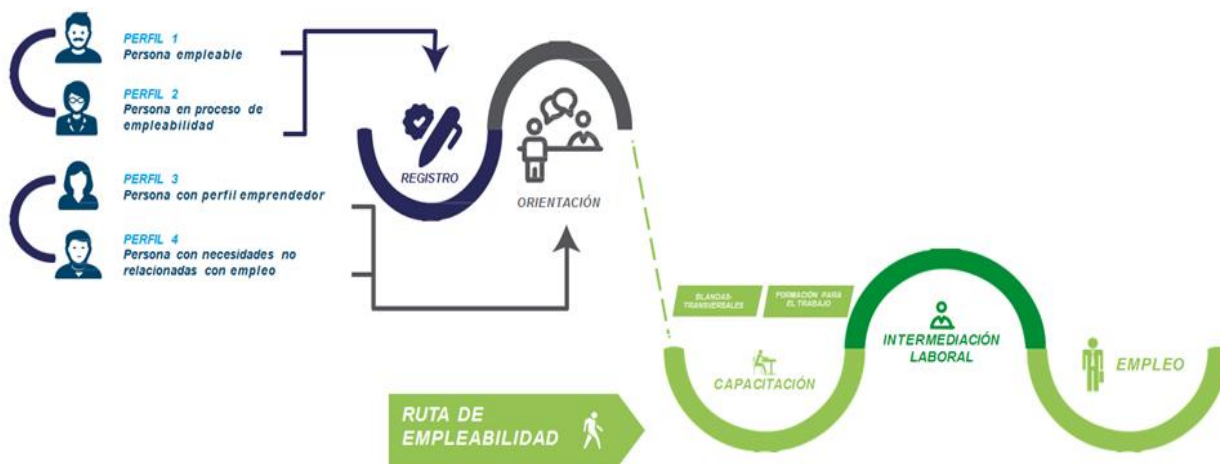 PERFIL 1
Persona empleable
PERFIL 2
Persona en proceso de
empleabilidad
PERFIL 3
Persona con perfil emprendedor
PERFIL 4
Persona con necesidades no
relacionadas con empleo
REGISTRO
ORIENTACIÓN
BLANDAS-
TRANSVERSALES
FORMACIÓN PARA
EL TRABAJO
CAPACITACIÓN
INTERMEDIACIÓN
LABORAL
EMPLEO
RUTA DE
EMPLEABILIDAD